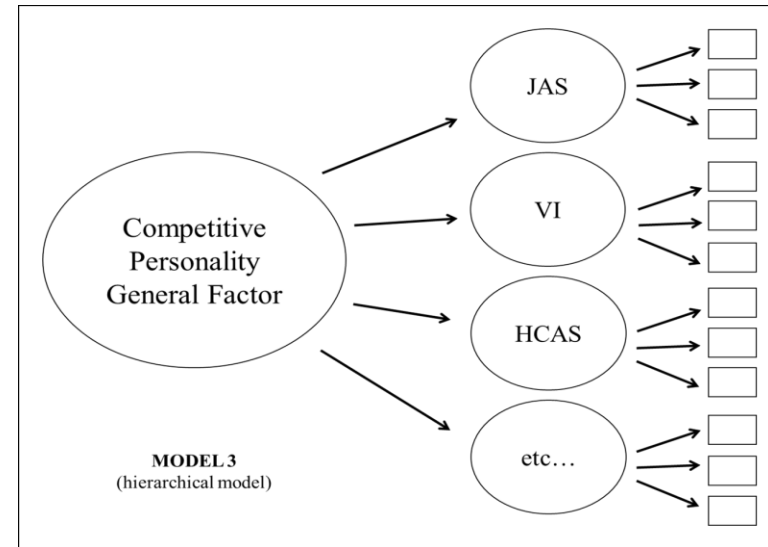 Competitive
Personality
General Factor
JAS
VI
HCAS
etc...
MODEL 3
(hierarchical model)